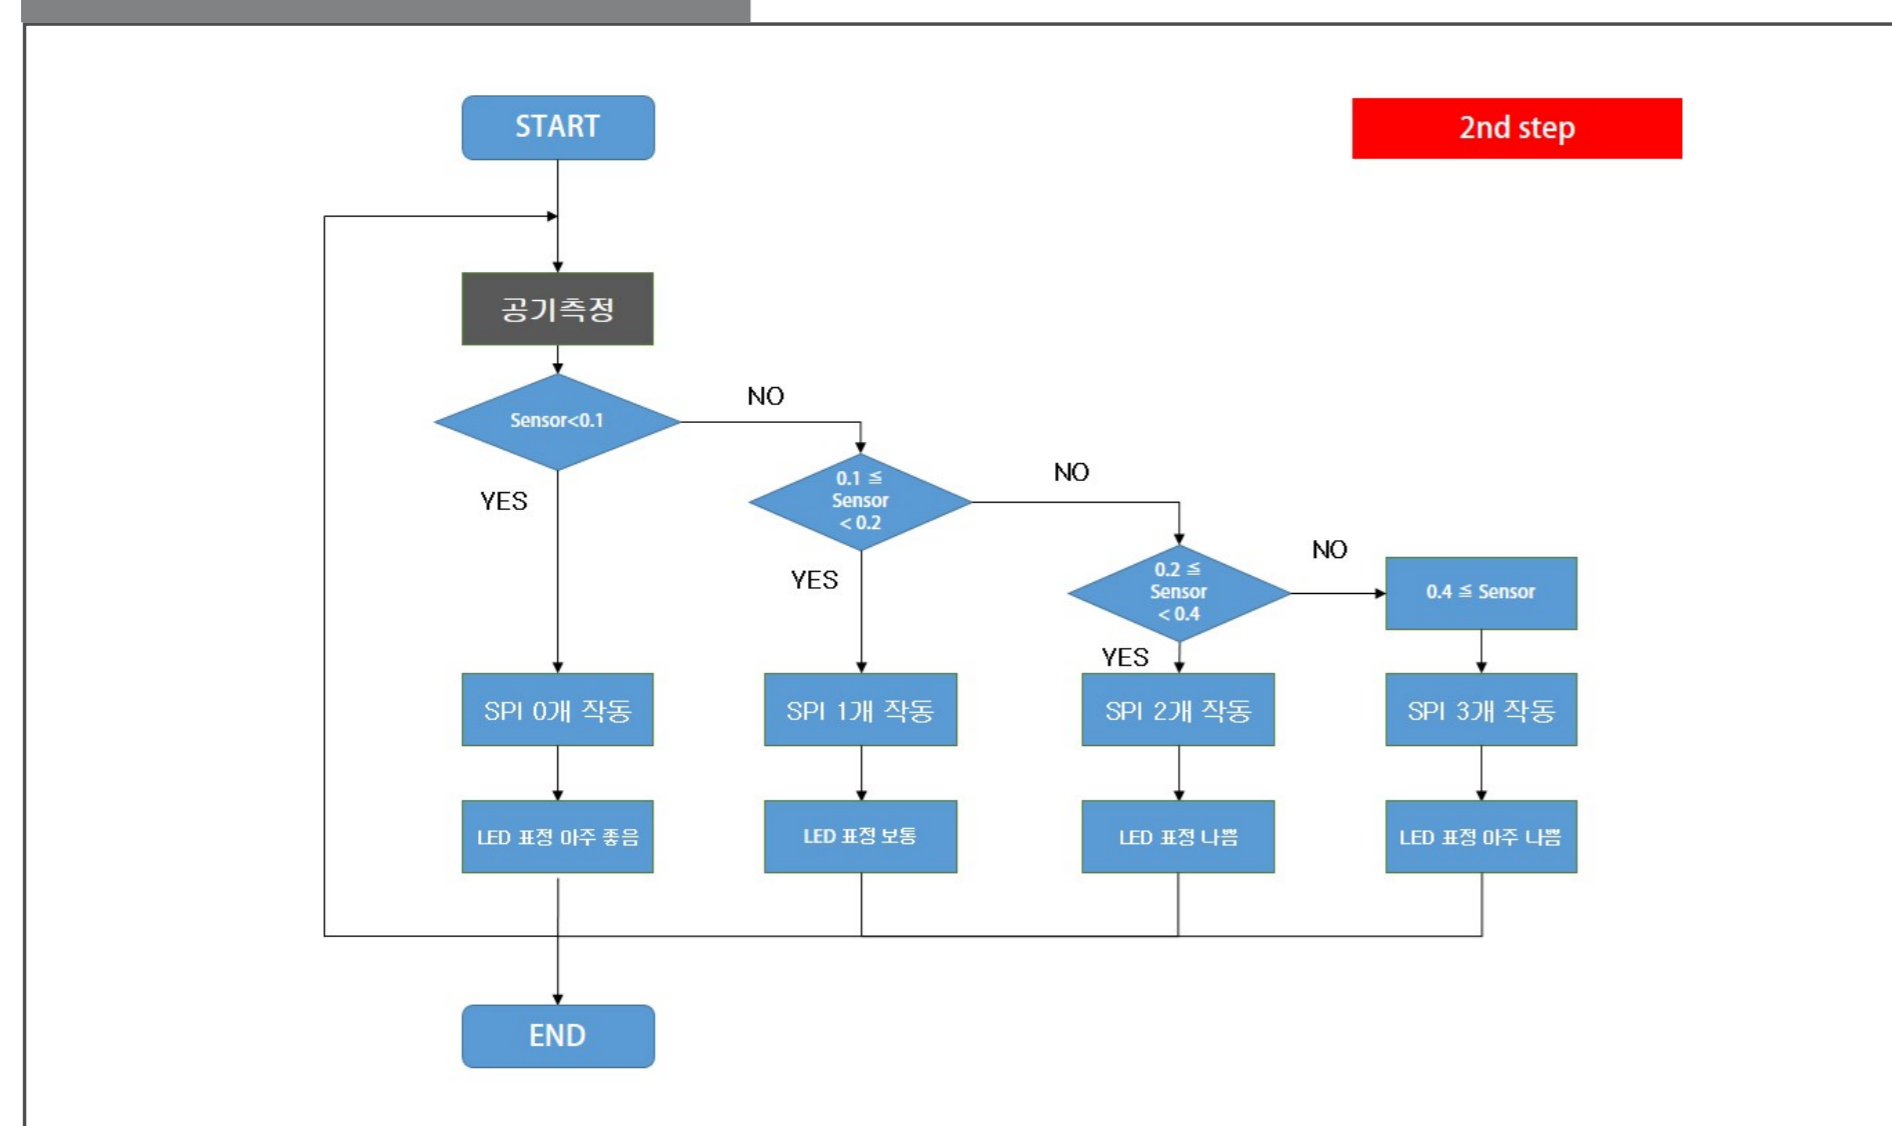 START
2nd step
공기측정
Sensor<0.1
NO
YES
0.1 ≦
Sensor
< 0.2
NO
YES
0.2 ≦
Sensor
< 0.4
NO
YES
0.4 ≦ Sensor
SPI 0개 작동
SPI 1개 작동
SPI 2개 작동
SPI 3개 작동
LED 표정 아주 좋음
LED 표정 보통
LED 표정 나쁨
LED 표정 아주 나쁨
END